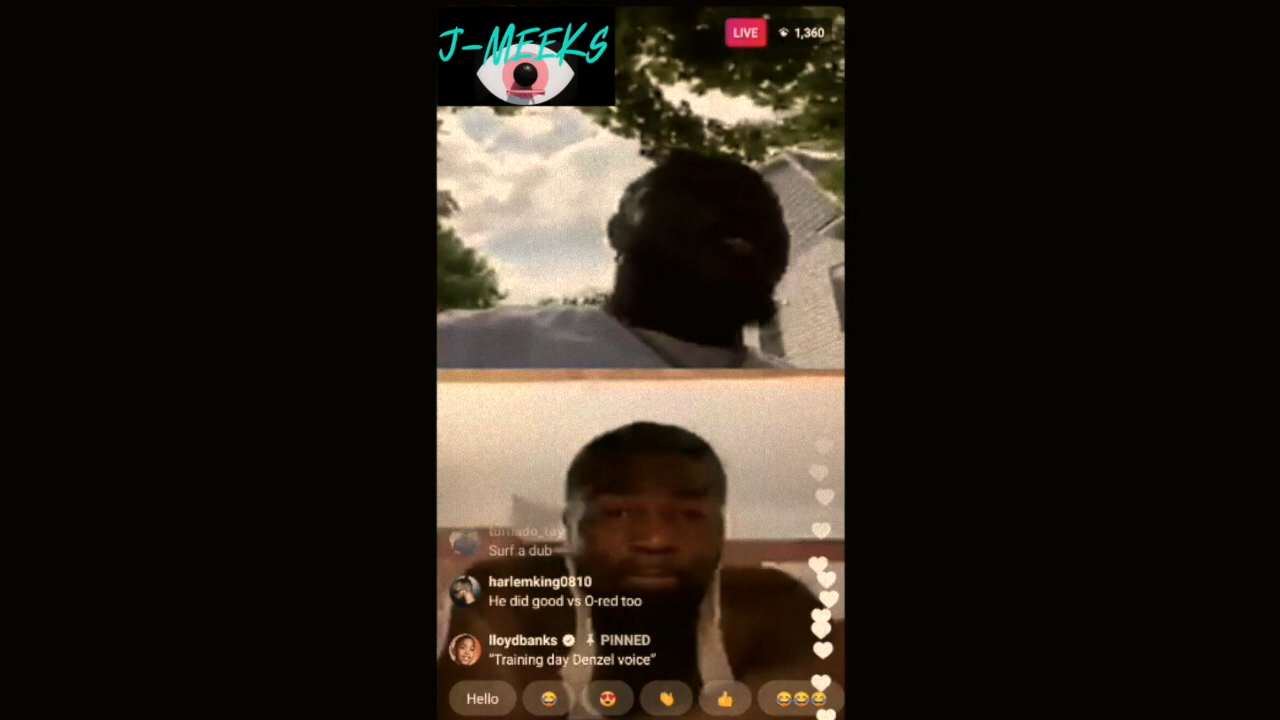 J-MEEKS
LIVE 1,360
tornado_tay
Surf a dub
harlemking0810
He did good vs O-red too
lloydbanks PINNED
“Training day Denzel voice”
Hello